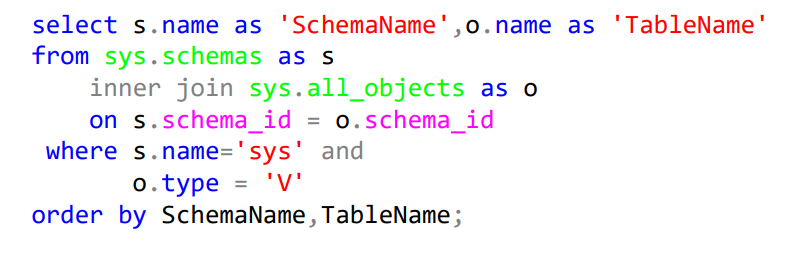 select s.name as 'SchemaName',o.name as 'TableName'
from sys.schemas as s
inner join sys.all_objects as o
on s.schema_id = o.schema_id
where s.name='sys' and
o.type = 'V'
order by SchemaName,TableName;